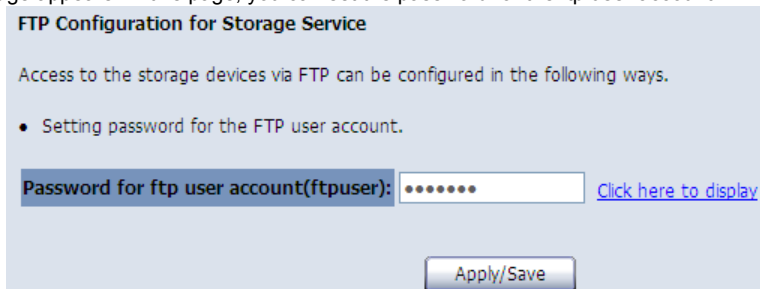 FTP Configuration for Storage Service
Access to the storage devices via FTP can be configured in the following ways.
• Setting password for the FTP user account.
Password for ftp user account(ftpuser): ••••••• Click here to display
Apply/Save